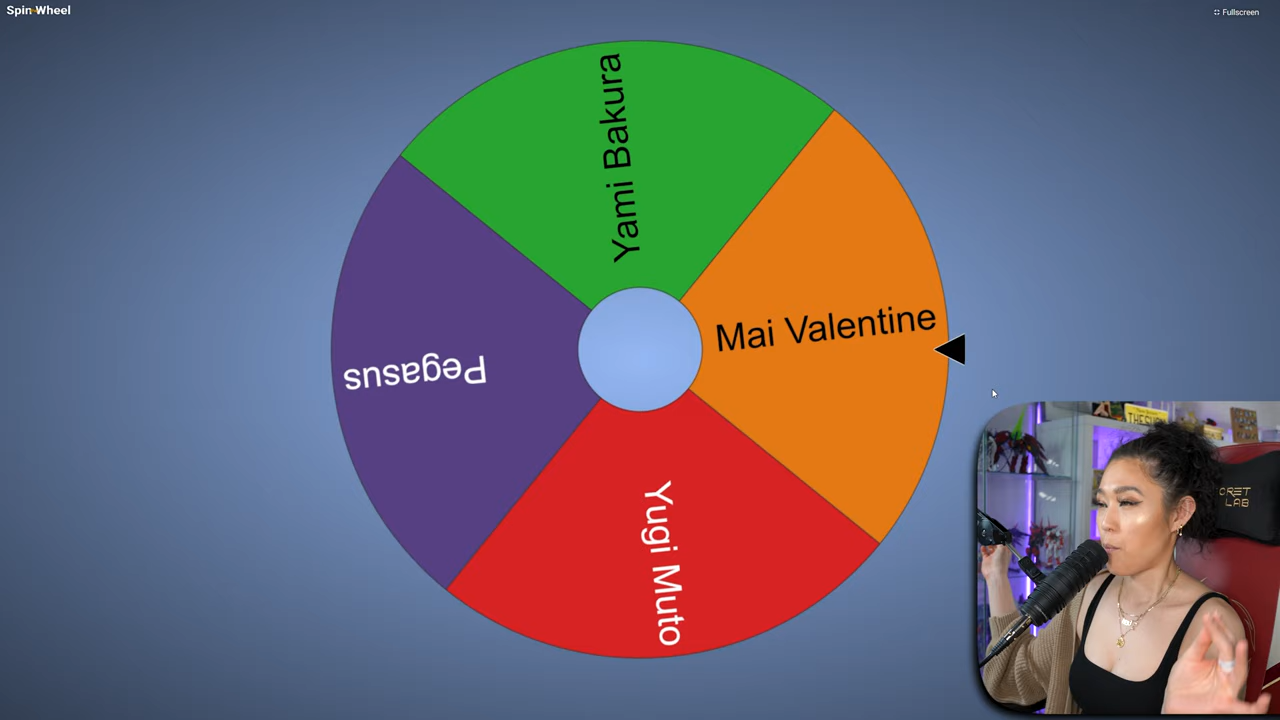 Spin Wheel
Fullscreen
Yami Bakura
Mai Valentine
Pegasus
Yugi Muto